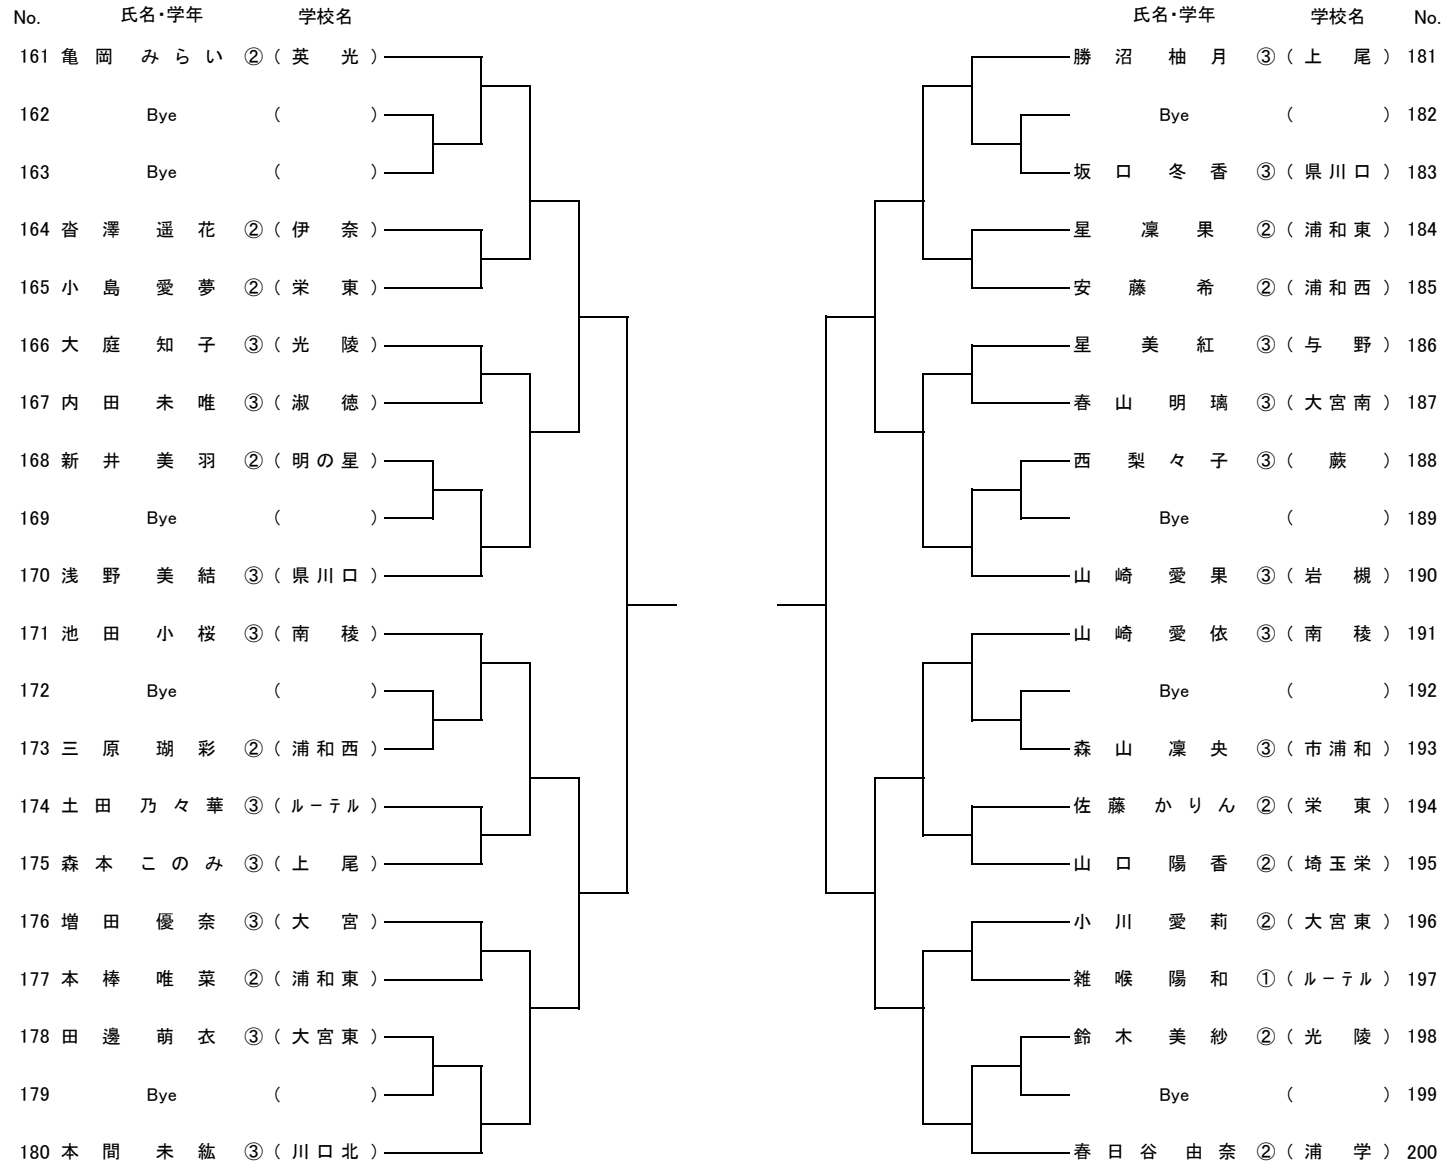 No. 氏名・学年 学校名 氏名・学年 学校名 No.
161 亀岡 みらい ② ( 英光 ) 勝沼 柚月 ③ ( 上尾 ) 181
162 Bye ( ) Bye ( ) 182
163 Bye ( ) 坂口 冬香 ③ ( 県川口 ) 183
164 沓澤 遥花 ② ( 伊奈 ) 星 凜果 ② ( 浦和東 ) 184
165 小島 愛夢 ② ( 栄東 ) 安藤 希 ② ( 浦和西 ) 185
166 大庭 知子 ③ ( 光陵 ) 星 美紅 ③ ( 与野 ) 186
167 内田 未唯 ③ ( 淑徳 ) 春山 明璃 ③ ( 大宮南 ) 187
168 新井 美羽 ② ( 明の星 ) 西 梨々子 ③ ( 蕨 ) 188
169 Bye ( ) Bye ( ) 189
170 浅野 美結 ③ ( 県川口 ) 山崎 愛果 ③ ( 岩槻 ) 190
171 池田 小桜 ③ ( 南稜 ) 山崎 愛依 ③ ( 南稜 ) 191
172 Bye ( ) Bye ( ) 192
173 三原 瑚彩 ② ( 浦和西 ) 森山 凜央 ③ ( 市浦和 ) 193
174 土田 乃々華 ③ ( ルーテル ) 佐藤 かりん ② ( 栄東 ) 194
175 森本 このみ ③ ( 上尾 ) 山口 陽香 ② ( 埼玉栄 ) 195
176 増田 優奈 ③ ( 大宮 ) 小川 愛莉 ② ( 大宮東 ) 196
177 本棒 唯菜 ② ( 浦和東 ) 雑喉 陽和 ① ( ルーテル ) 197
178 田邊 萌衣 ③ ( 大宮東 ) 鈴木 美紗 ② ( 光陵 ) 198
179 Bye ( ) Bye ( ) 199
180 本間 未紘 ③ ( 川口北 ) 春日谷 由奈 ② ( 浦学 ) 200